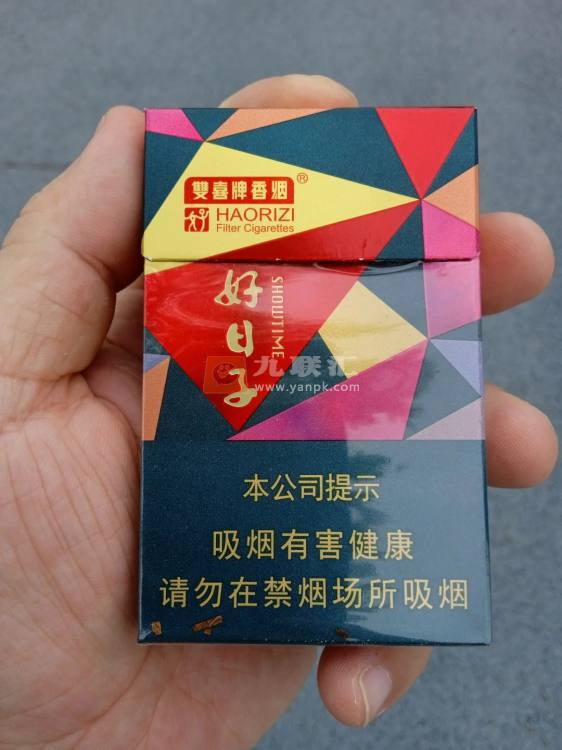 雙喜牌香烟®
HAORIZI
Filter Cigarettes
好日子
SHOWTIME
九联汇
www.yanpk.com
本公司提示
吸烟有害健康
请勿在禁烟场所吸烟